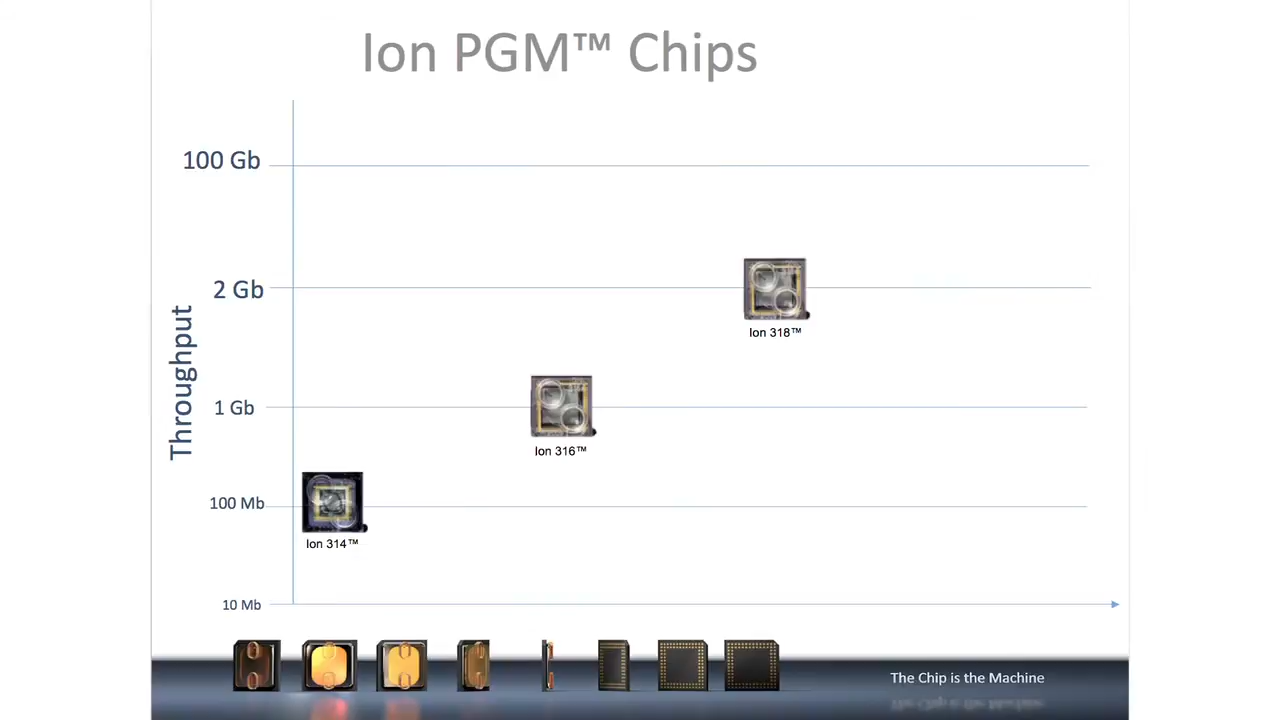 Ion PGM™ Chips
100 Gb
2 Gb
Ion 318™
Throughput
1 Gb
Ion 316™
100 Mb
Ion 314™
10 Mb
The Chip is the Machine